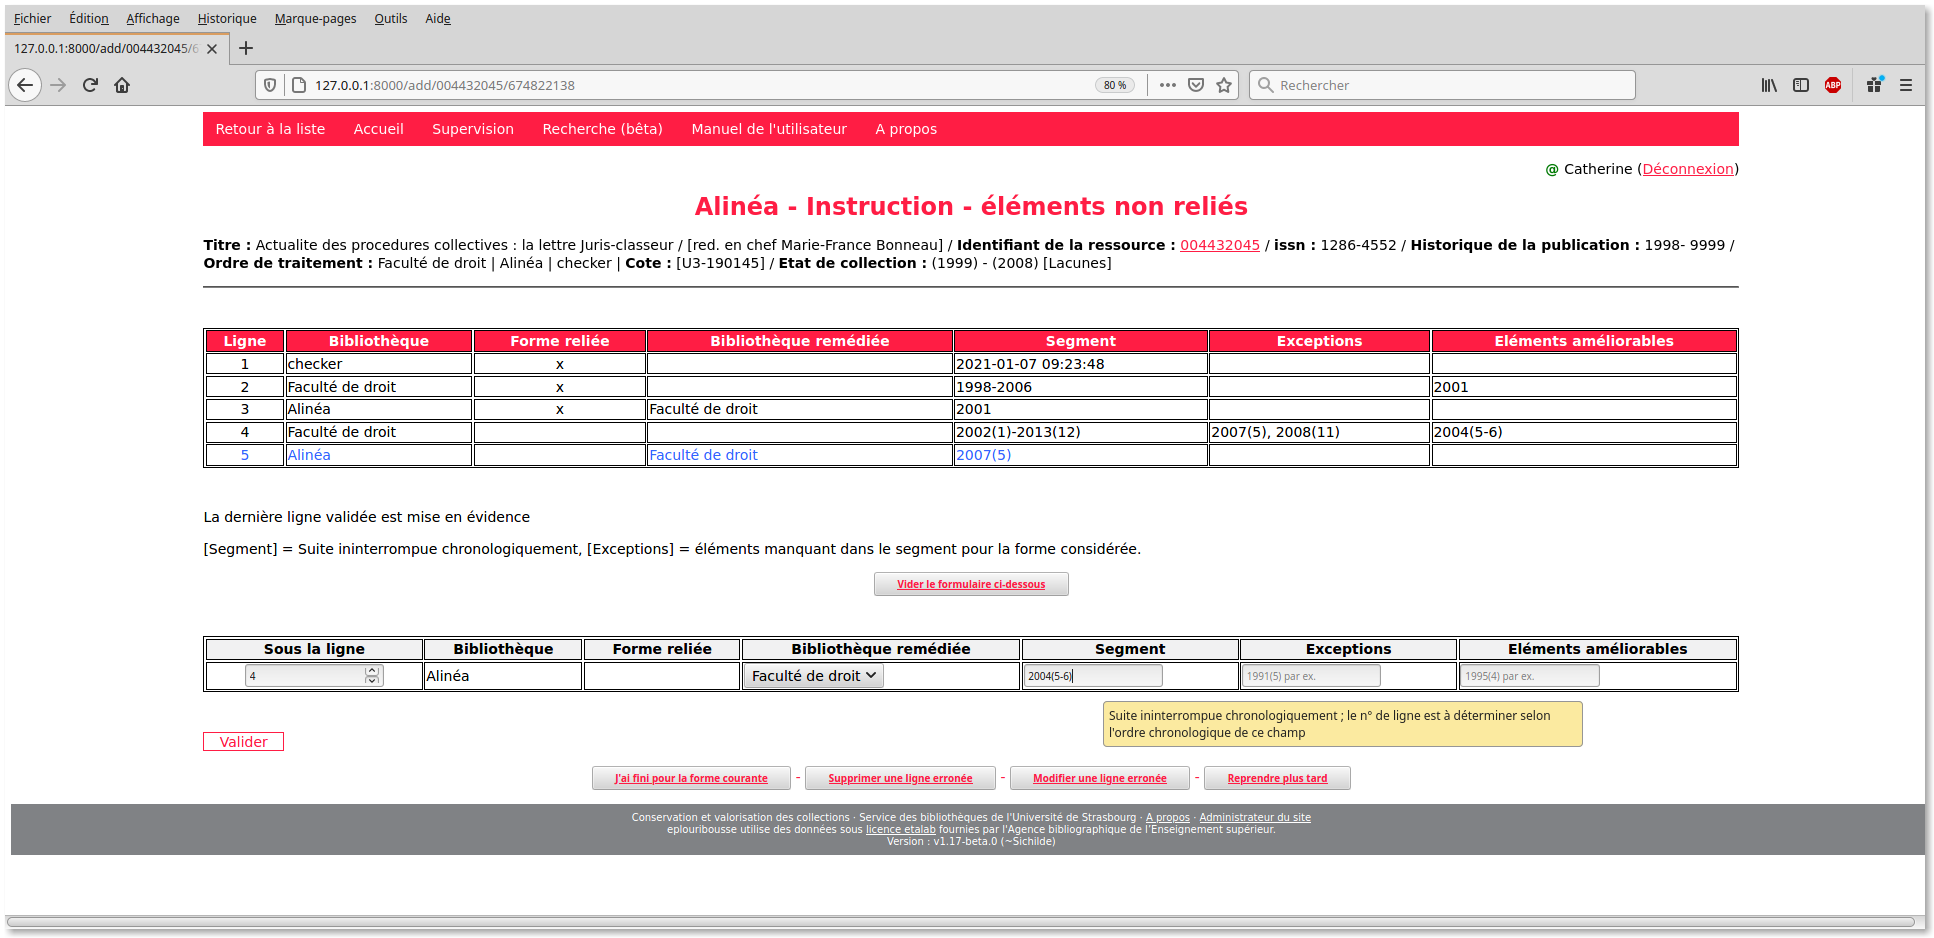 Fichier Édition Affichage Historique Marque-pages Outils Aide
127.0.0.1:8000/add/004432045/6
127.0.0.1:8000/add/004432045/674822138 80 % Rechercher ABP
Retour à la liste Accueil Supervision Recherche (bêta) Manuel de l'utilisateur A propos
@ Catherine (Déconnexion)
Alinéa - Instruction - éléments non reliés
Titre : Actualite des procedures collectives : la lettre Juris-classeur / [red. en chef Marie-France Bonneau] / Identifiant de la ressource : 004432045 / issn : 1286-4552 / Historique de la publication : 1998- 9999 /
Ordre de traitement : Faculté de droit | Alinéa | checker | Cote : [U3-190145] / Etat de collection : (1999) - (2008) [Lacunes]
Ligne Bibliothèque Forme reliée Bibliothèque remédiée Segment Exceptions Eléments améliorables
1 checker x 2021-01-07 09:23:48
2 Faculté de droit x 1998-2006 2001
3 Alinéa x Faculté de droit 2001
4 Faculté de droit 2002(1)-2013(12) 2007(5), 2008(11) 2004(5-6)
5 Alinéa Faculté de droit 2007(5)
La dernière ligne validée est mise en évidence
[Segment] = Suite ininterrompue chronologiquement, [Exceptions] = éléments manquant dans le segment pour la forme considérée.
Vider le formulaire ci-dessous
Sous la ligne Bibliothèque Forme reliée Bibliothèque remédiée Segment Exceptions Eléments améliorables
4 Alinéa Faculté de droit 2004(5-6) 1991(5) par ex. 1995(4) par ex.
Suite ininterrompue chronologiquement ; le n° de ligne est à déterminer selon
l'ordre chronologique de ce champ
Valider
J'ai fini pour la forme courante - Supprimer une ligne erronée - Modifier une ligne erronée - Reprendre plus tard
Conservation et valorisation des collections · Service des bibliothèques de l'Université de Strasbourg · A propos · Administrateur du site
eplouribousse utilise des données sous licence etalab fournies par l'Agence bibliographique de l'Enseignement supérieur.
Version : v1.17-beta.0 (~Sichilde)